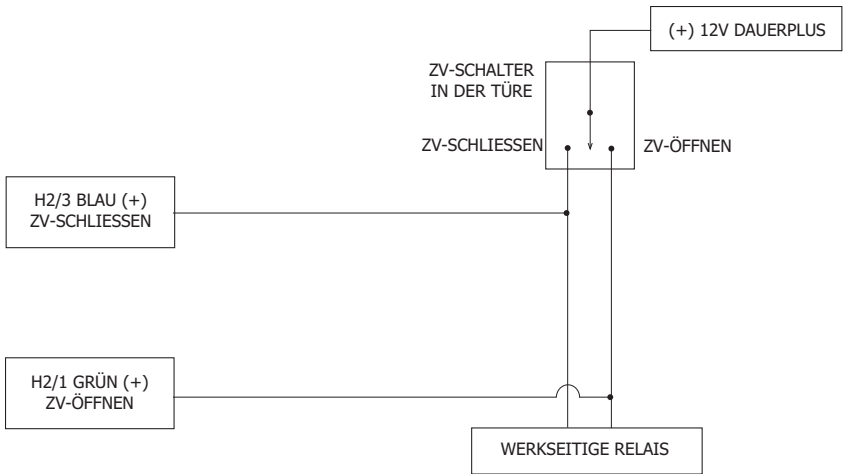 (+) 12V DAUERPLUS
ZV-SCHALTER
IN DER TÜRE
ZV-SCHLIESSEN
ZV-ÖFFNEN
H2/3 BLAU (+)
ZV-SCHLIESSEN
H2/1 GRÜN (+)
ZV-ÖFFNEN
WERKSEITIGE RELAIS